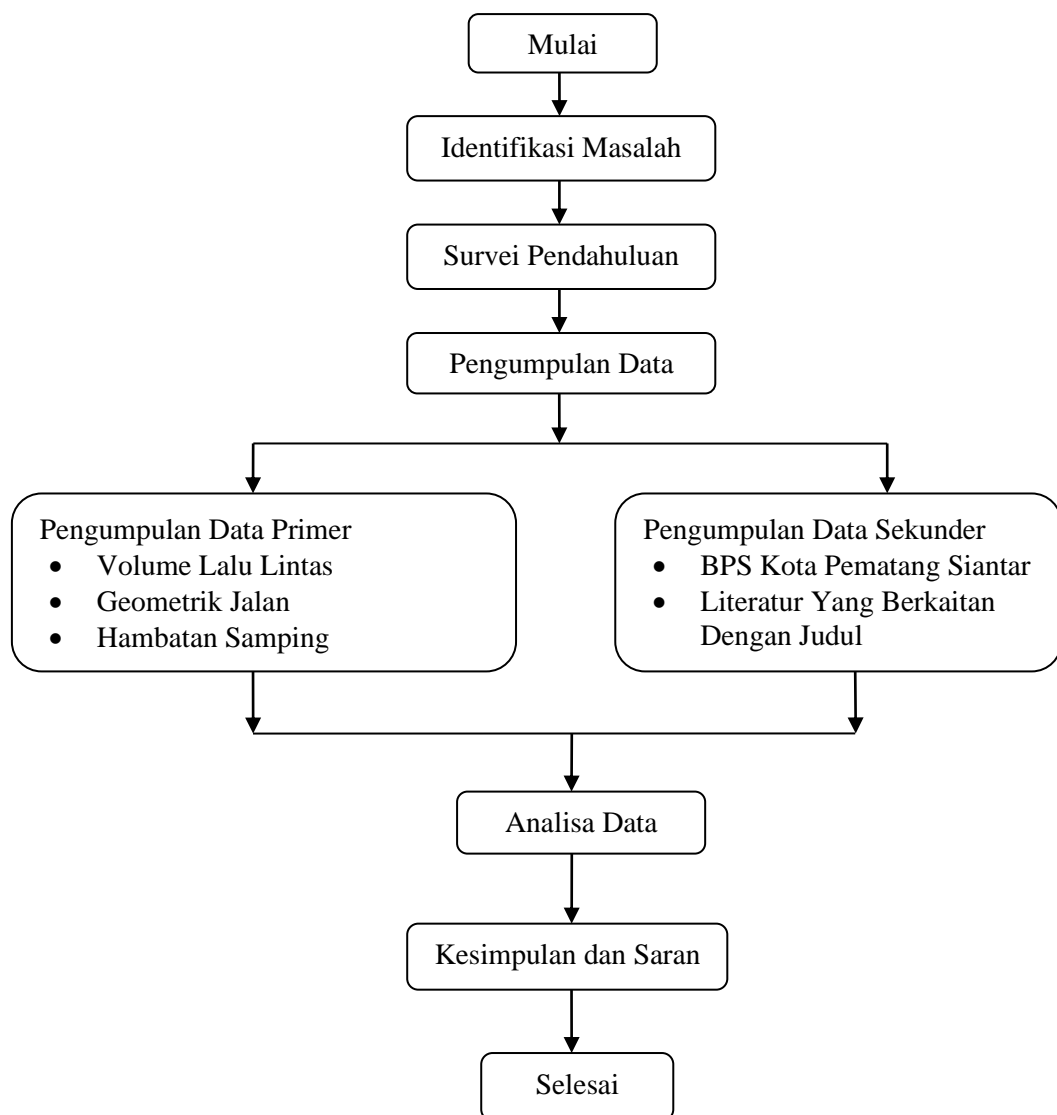 Mulai
Identifikasi Masalah
Survei Pendahuluan
Pengumpulan Data
Pengumpulan Data Primer
• Volume Lalu Lintas
• Geometrik Jalan
• Hambatan Samping
Pengumpulan Data Sekunder
• BPS Kota Pematang Siantar
• Literatur Yang Berkaitan
Dengan Judul
Analisa Data
Kesimpulan dan Saran
Selesai